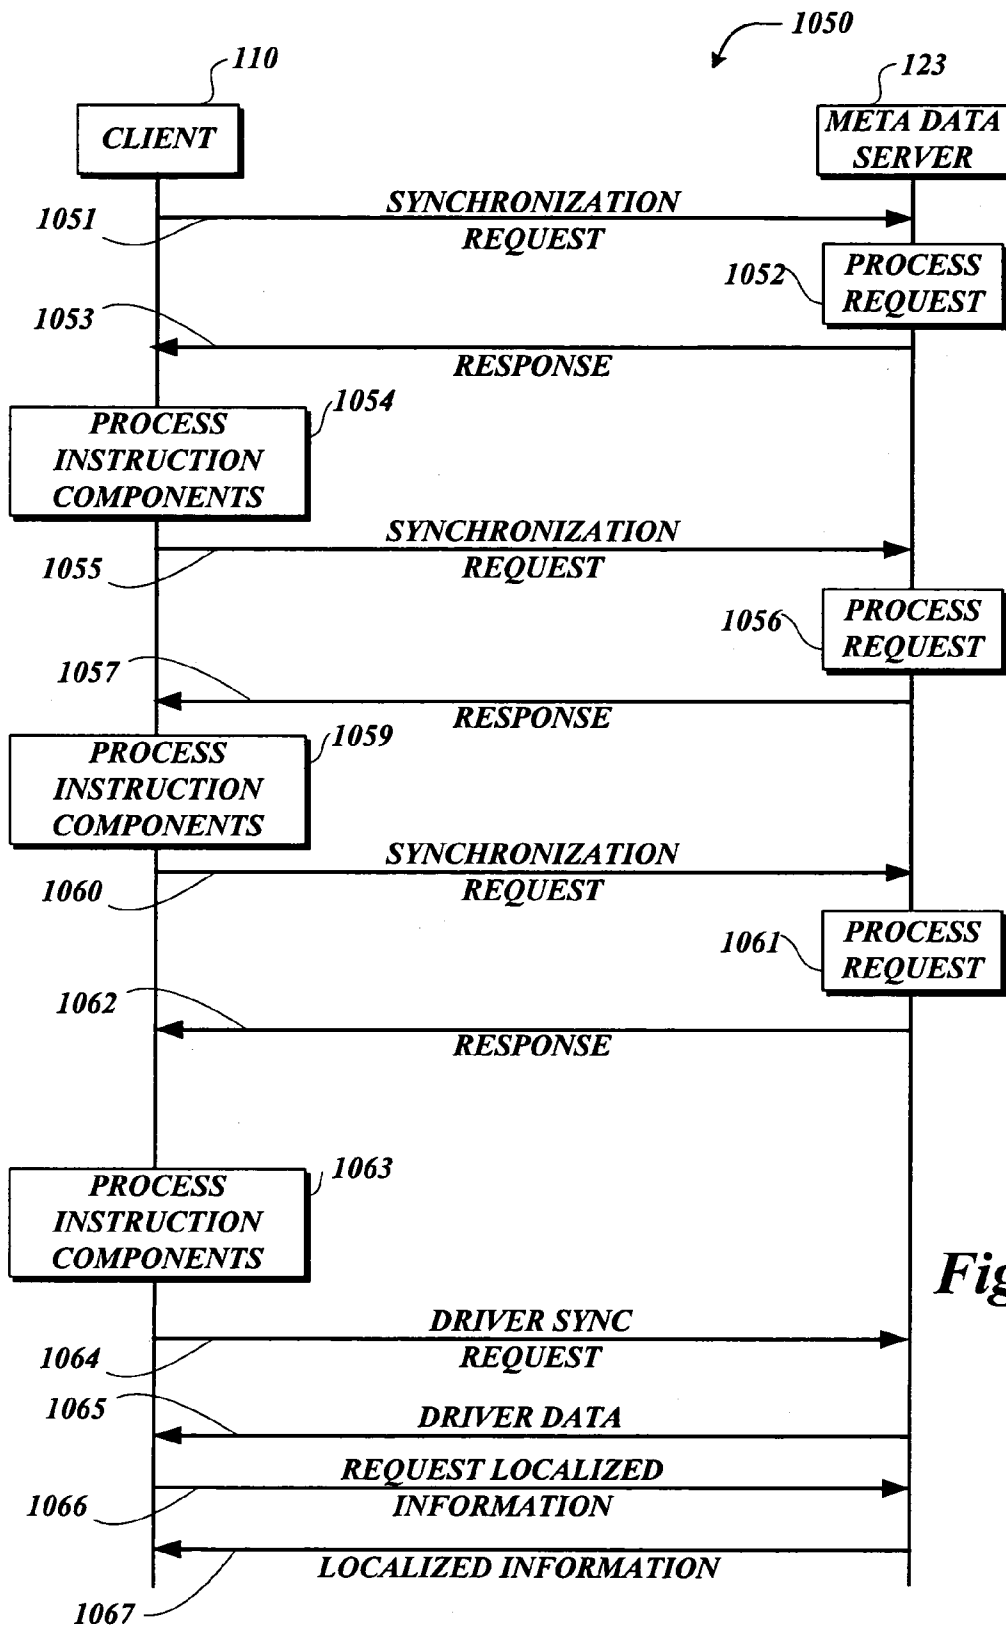 1050
110
123
CLIENT
META DATA
SERVER
1051
SYNCHRONIZATION
REQUEST
1052
PROCESS
REQUEST
1053
RESPONSE
1054
PROCESS
INSTRUCTION
COMPONENTS
1055
SYNCHRONIZATION
REQUEST
1056
PROCESS
REQUEST
1057
RESPONSE
1059
PROCESS
INSTRUCTION
COMPONENTS
1060
SYNCHRONIZATION
REQUEST
1061
PROCESS
REQUEST
1062
RESPONSE
1063
PROCESS
INSTRUCTION
COMPONENTS
Fig
1064
DRIVER SYNC
REQUEST
1065
DRIVER DATA
1066
REQUEST LOCALIZED
INFORMATION
LOCALIZED INFORMATION
1067